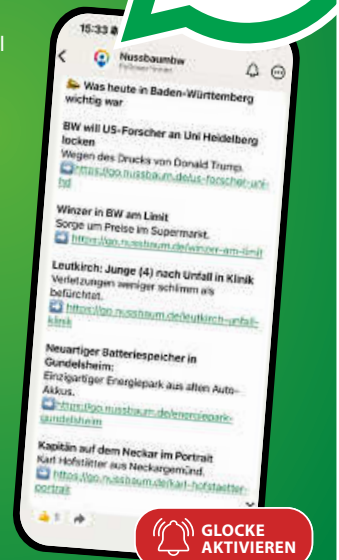 15:33
Nussbaumbw
Was heute in Baden-Württemberg
wichtig war
BW will US-Forscher an Uni Heidelberg
locken
Wegen des Drucks von Donald Trump.
https://go.nussbaum.de/us-forscher-uni-
hd
Winzer in BW am Limit
Sorge um Preise im Supermarkt.
https://go.nussbaum.de/winzer-am-limit
Leutkirch: Junge (4) nach Unfall in Klinik
Verletzungen weniger schlimm als
befürchtet.
https://go.nussbaum.de/leutkirch-unfall-
klinik
Neuartiger Batteriespeicher in
Gundelsheim:
Einzigartiger Energiepark aus alten Auto-
Akkus.
https://go.nussbaum.de/energiepark-
gundelsheim
Kapitän auf dem Neckar im Portrait
Karl Hofstätter aus Neckargemünd.
https://go.nussbaum.de/karl-hofstaetter-
portrait
1
GLOCKE
AKTIVIEREN